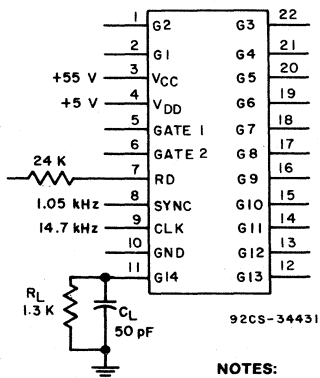 1 G2 G3 22
2 G1 G4 21
+55 V 3 VCC G5 20
+5 V 4 VDD G6 19
5 GATE 1 G7 18
6 GATE 2 G8 17
24 K 7 RD G9 16
1.05 kHz 8 SYNC G10 15
14.7 kHz 9 CLK G11 14
10 GND G12 13
11 G14 G13 12
RL
1.3 K
CL
50 pF
92CS-34431
NOTES: